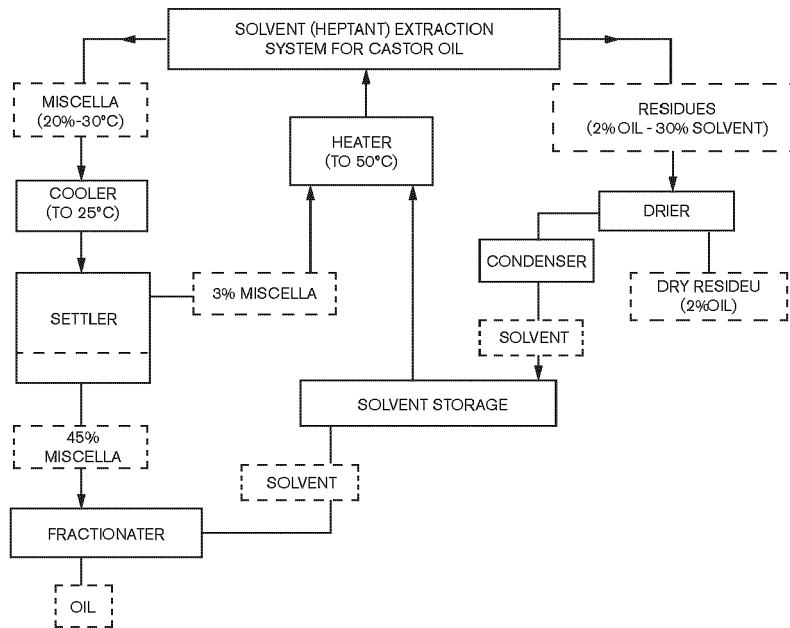 SOLVENT (HEPTANT) EXTRACTION
SYSTEM FOR CASTOR OIL
MISCELLA
(20%-30°C)
RESIDUES
(2% OIL - 30% SOLVENT)
HEATER
(TO 50°C)
COOLER
(TO 25°C)
DRIER
CONDENSER
3% MISCELLA
DRY RESIDEU
(2%OIL)
SETTLER
SOLVENT
SOLVENT STORAGE
45%
MISCELLA
SOLVENT
FRACTIONATER
OIL